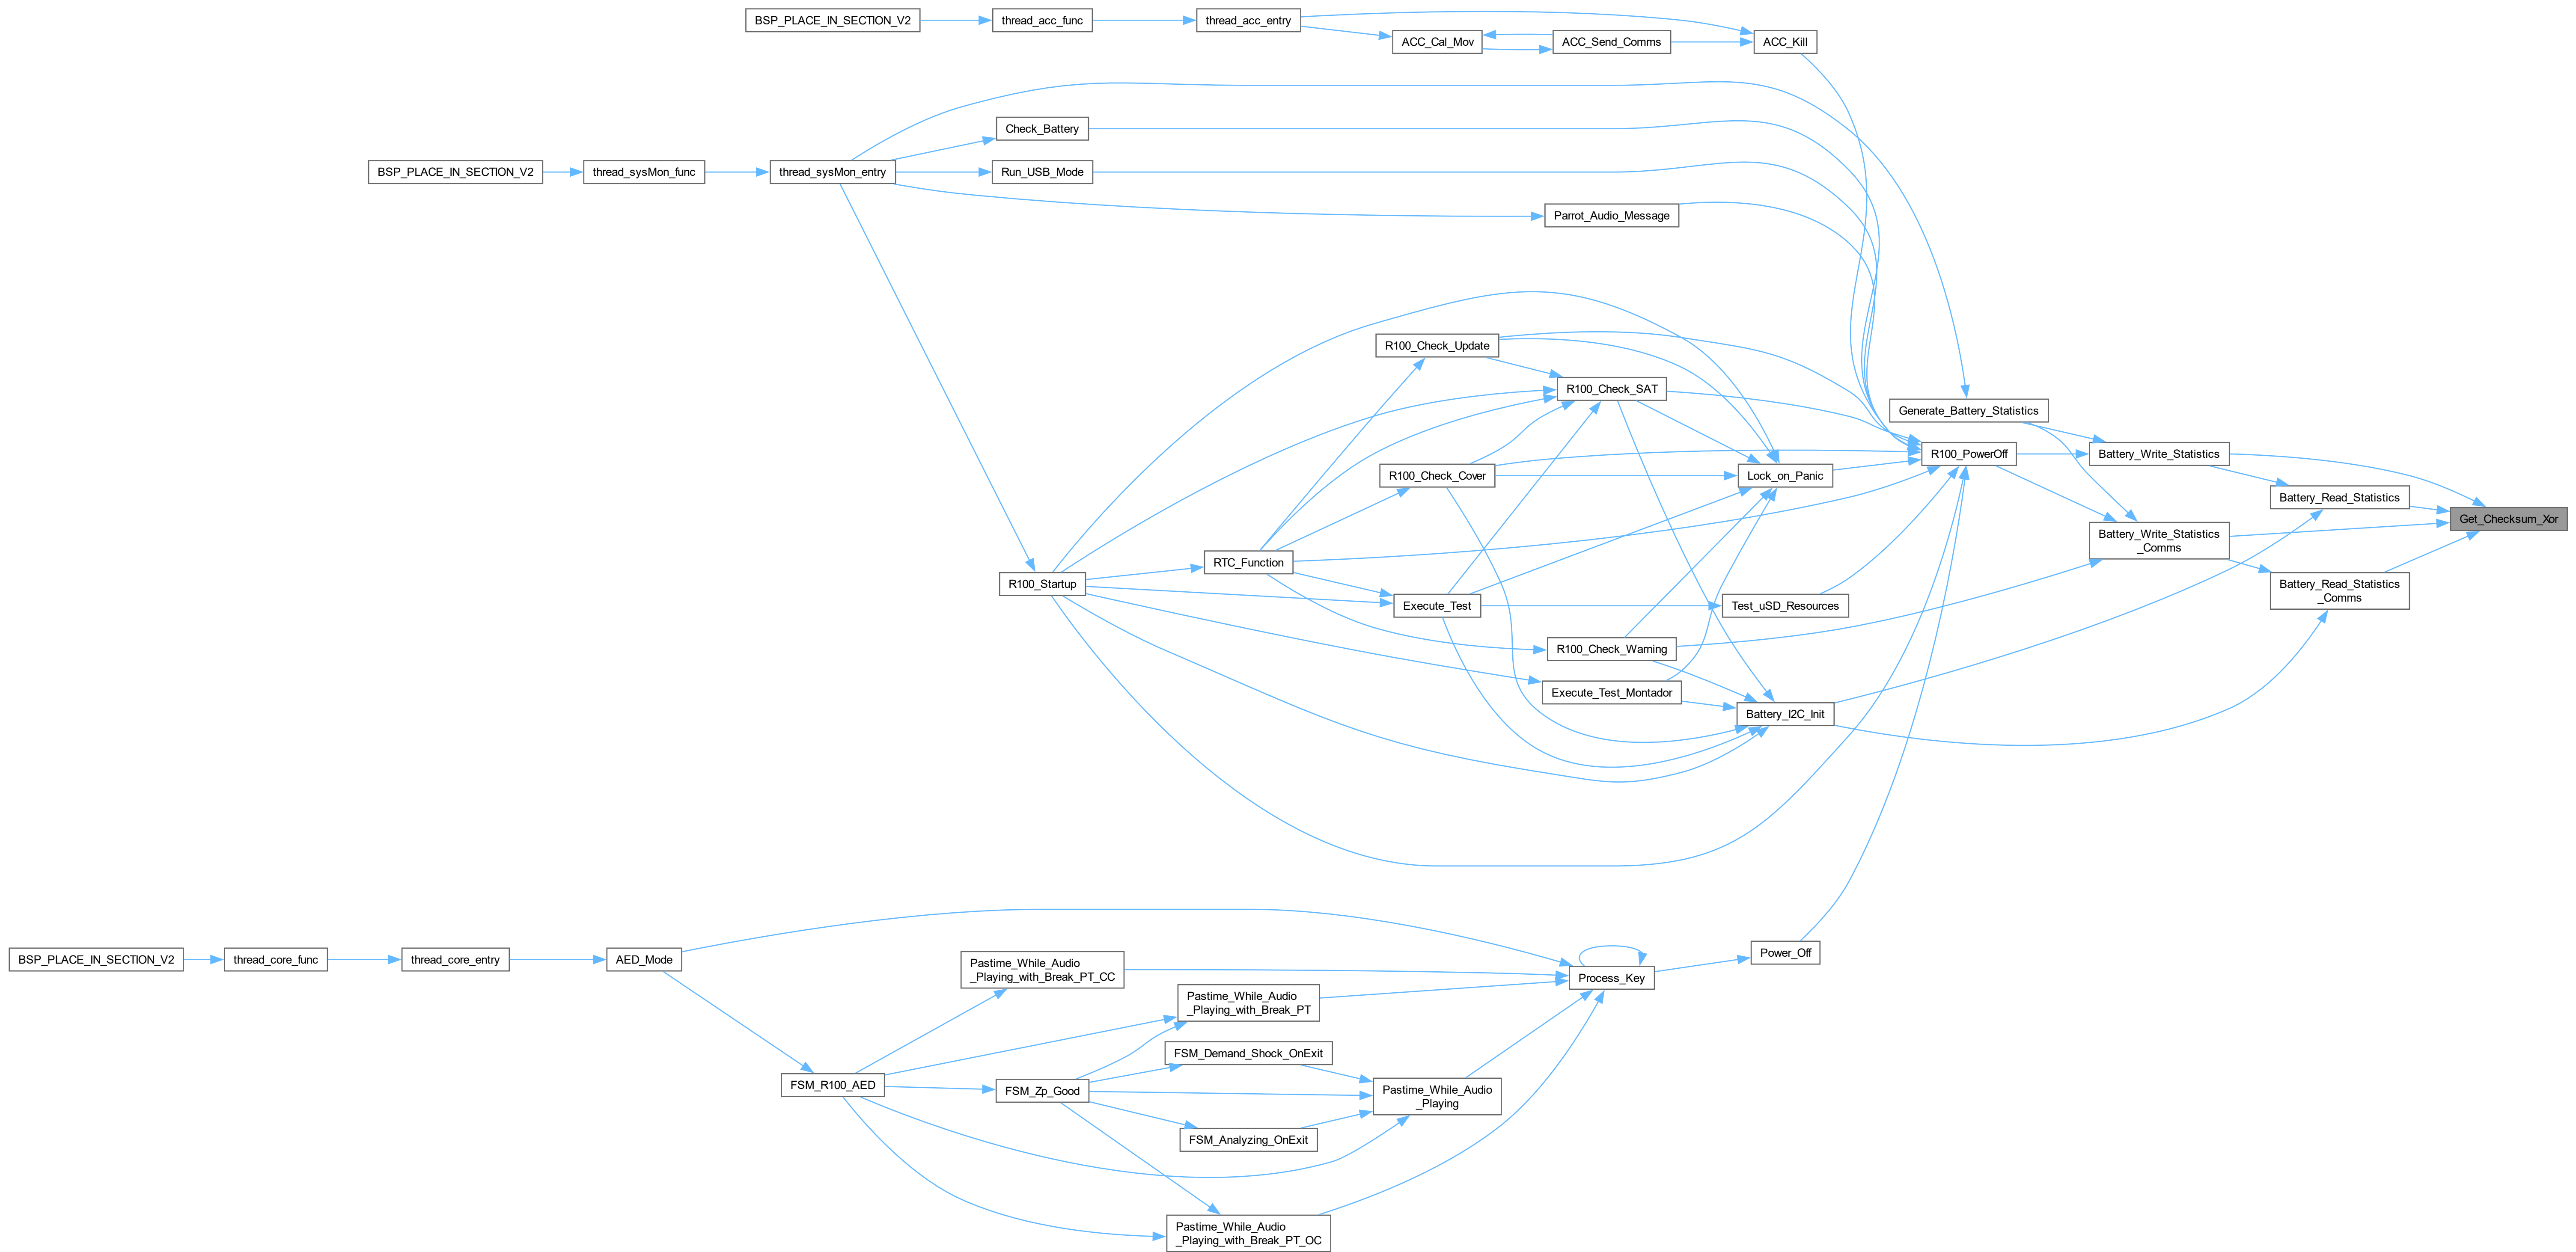 BSP_PLACE_IN_SECTION_V2
thread_acc_func
thread_acc_entry
ACC_Cal_Mov
ACC_Send_Comms
ACC_Kill
Check_Battery
BSP_PLACE_IN_SECTION_V2
thread_sysMon_func
thread_sysMon_entry
Run_USB_Mode
Parrot_Audio_Message
R100_Check_Update
R100_Check_SAT
Generate_Battery_Statistics
R100_PowerOff
Battery_Write_Statistics
R100_Check_Cover
Lock_on_Panic
Battery_Read_Statistics
Get_Checksum_Xor
Battery_Write_Statistics
_Comms
RTC_Function
R100_Startup
Battery_Read_Statistics
_Comms
Execute_Test
Test_uSD_Resources
R100_Check_Warning
Execute_Test_Montador
Battery_I2C_Init
BSP_PLACE_IN_SECTION_V2
thread_core_func
thread_core_entry
AED_Mode
Pastime_While_Audio
_Playing_with_Break_PT_CC
Process_Key
Power_Off
Pastime_While_Audio
_Playing_with_Break_PT
FSM_Demand_Shock_OnExit
FSM_R100_AED
FSM_Zp_Good
Pastime_While_Audio
_Playing
FSM_Analyzing_OnExit
Pastime_While_Audio
_Playing_with_Break_PT_OC